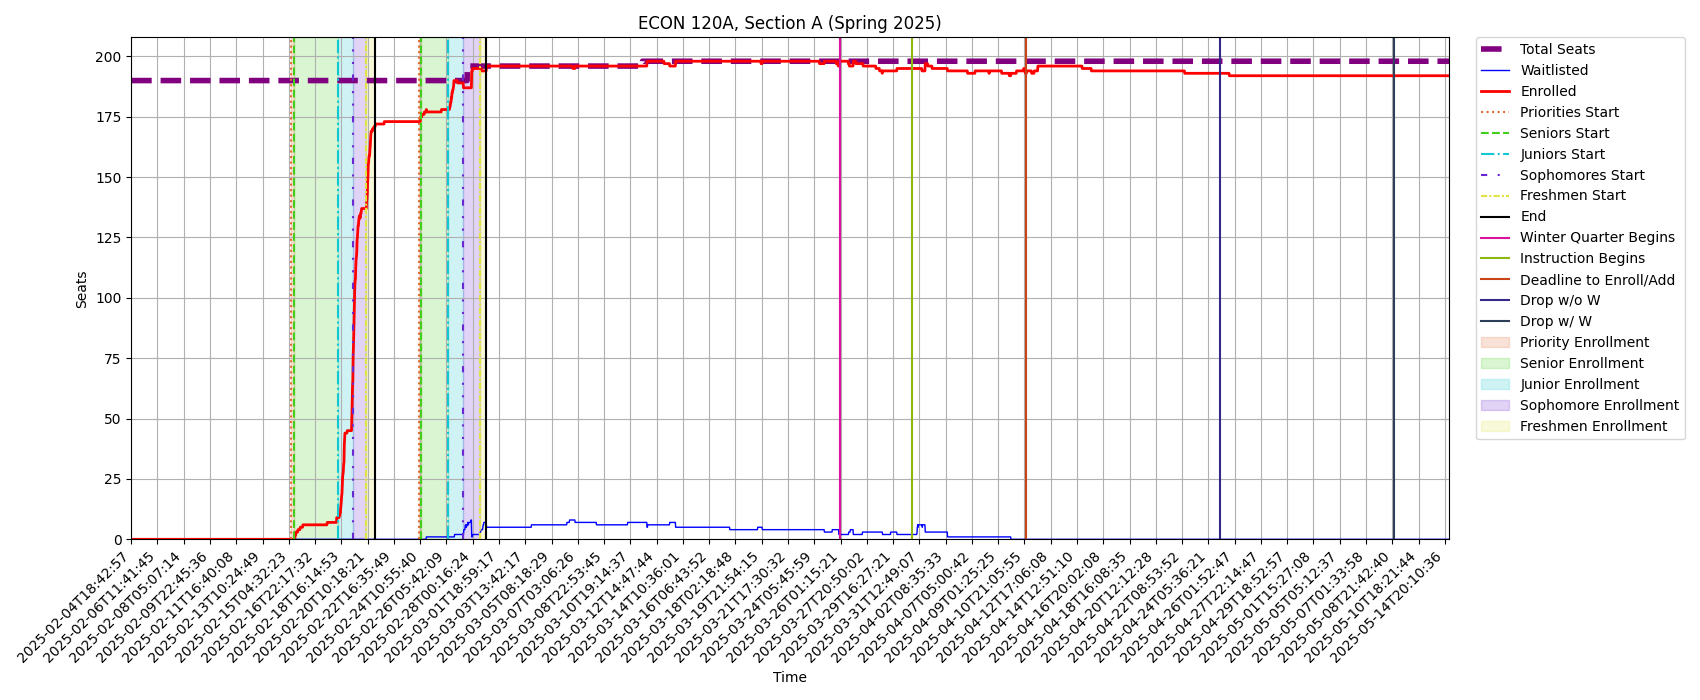 ECON 120A, Section A (Spring 2025)
200
175
150
125
100
75
50
25
0
Seats
2025-02-04T18:42:57
2025-02-06T11:41:45
2025-02-08T05:07:14
2025-02-09T22:45:36
2025-02-11T16:40:08
2025-02-13T10:24:49
2025-02-15T04:32:23
2025-02-16T22:17:32
2025-02-18T16:14:53
2025-02-20T10:18:21
2025-02-22T16:35:49
2025-02-24T10:55:40
2025-02-26T05:42:09
2025-02-28T00:16:24
2025-03-01T18:59:17
2025-03-03T13:42:17
2025-03-05T08:18:29
2025-03-07T03:06:26
2025-03-08T22:53:45
2025-03-10T19:14:37
2025-03-12T14:47:44
2025-03-14T10:36:01
2025-03-16T06:43:52
2025-03-18T02:18:48
2025-03-19T21:54:15
2025-03-21T17:30:32
2025-03-24T05:45:59
2025-03-26T01:15:21
2025-03-27T20:50:02
2025-03-29T16:27:21
2025-03-31T12:49:07
2025-04-02T08:35:33
2025-04-07T05:00:42
2025-04-09T01:25:25
2025-04-10T21:05:55
2025-04-12T17:06:08
2025-04-14T12:51:10
2025-04-16T20:02:08
2025-04-18T16:08:35
2025-04-20T12:12:28
2025-04-22T08:53:52
2025-04-24T05:36:21
2025-04-26T01:52:47
2025-04-27T22:14:47
2025-04-29T18:52:57
2025-05-01T15:27:08
2025-05-05T05:12:37
2025-05-07T01:33:58
2025-05-08T21:42:40
2025-05-10T18:21:44
2025-05-14T20:10:36
Time
Total Seats
Waitlisted
Enrolled
Priorities Start
Seniors Start
Juniors Start
Sophomores Start
Freshmen Start
End
Winter Quarter Begins
Instruction Begins
Deadline to Enroll/Add
Drop w/o W
Drop w/ W
Priority Enrollment
Senior Enrollment
Junior Enrollment
Sophomore Enrollment
Freshmen Enrollment